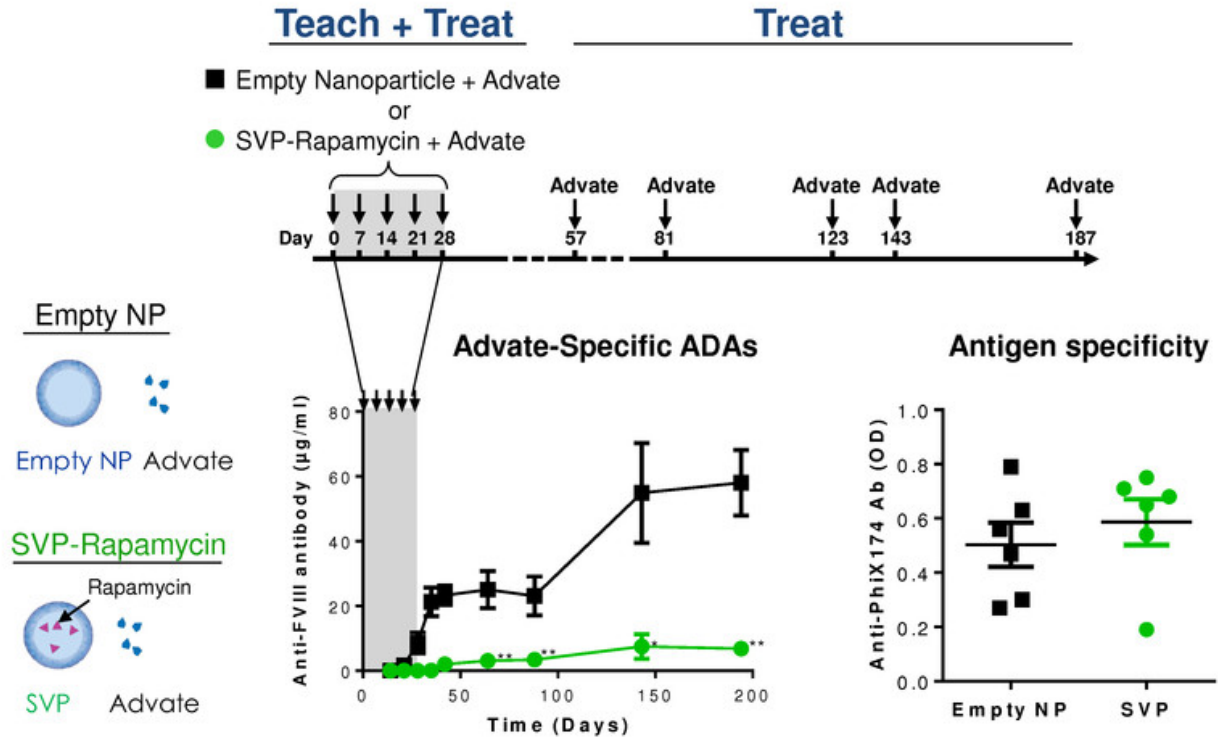 Teach + Treat
Treat
Empty Nanoparticle + Advate
or
SVP-Rapamycin + Advate
Advate Advate Advate Advate Advate
Day 0 7 14 21 28 57 81 123 143 187
Empty NP
Empty NP Advate
SVP-Rapamycin
Rapamycin
SVP Advate
Advate-Specific ADAs
Anti-FVIII antibody (µg/ml)
80
60
40
20
0
** ** * **
0 50 100 150 200
Time (Days)
Antigen specificity
Anti-PhiX174 Ab (OD)
1.0
0.8
0.6
0.4
0.2
0.0
Empty NP SVP